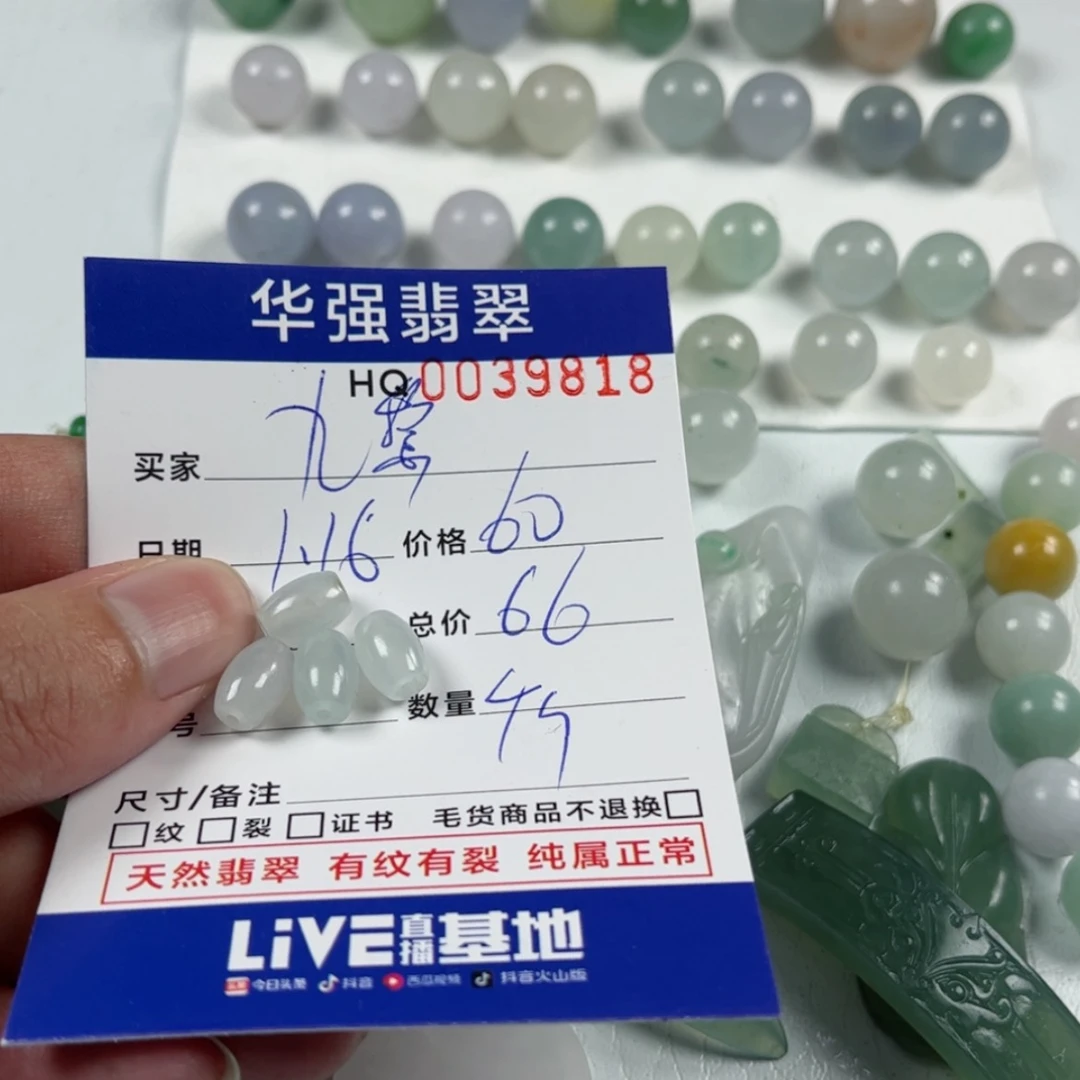 华强翡翠
HQ 0039818
买家 九
日期 1.16 价格 60
总价 66
号 数量 4
尺寸/备注
□纹 □裂 □证书 毛货商品不退换□
天然翡翠 有纹有裂 纯属正常
LiVE直播基地
今日头条 抖音 西瓜视频 抖音火山版